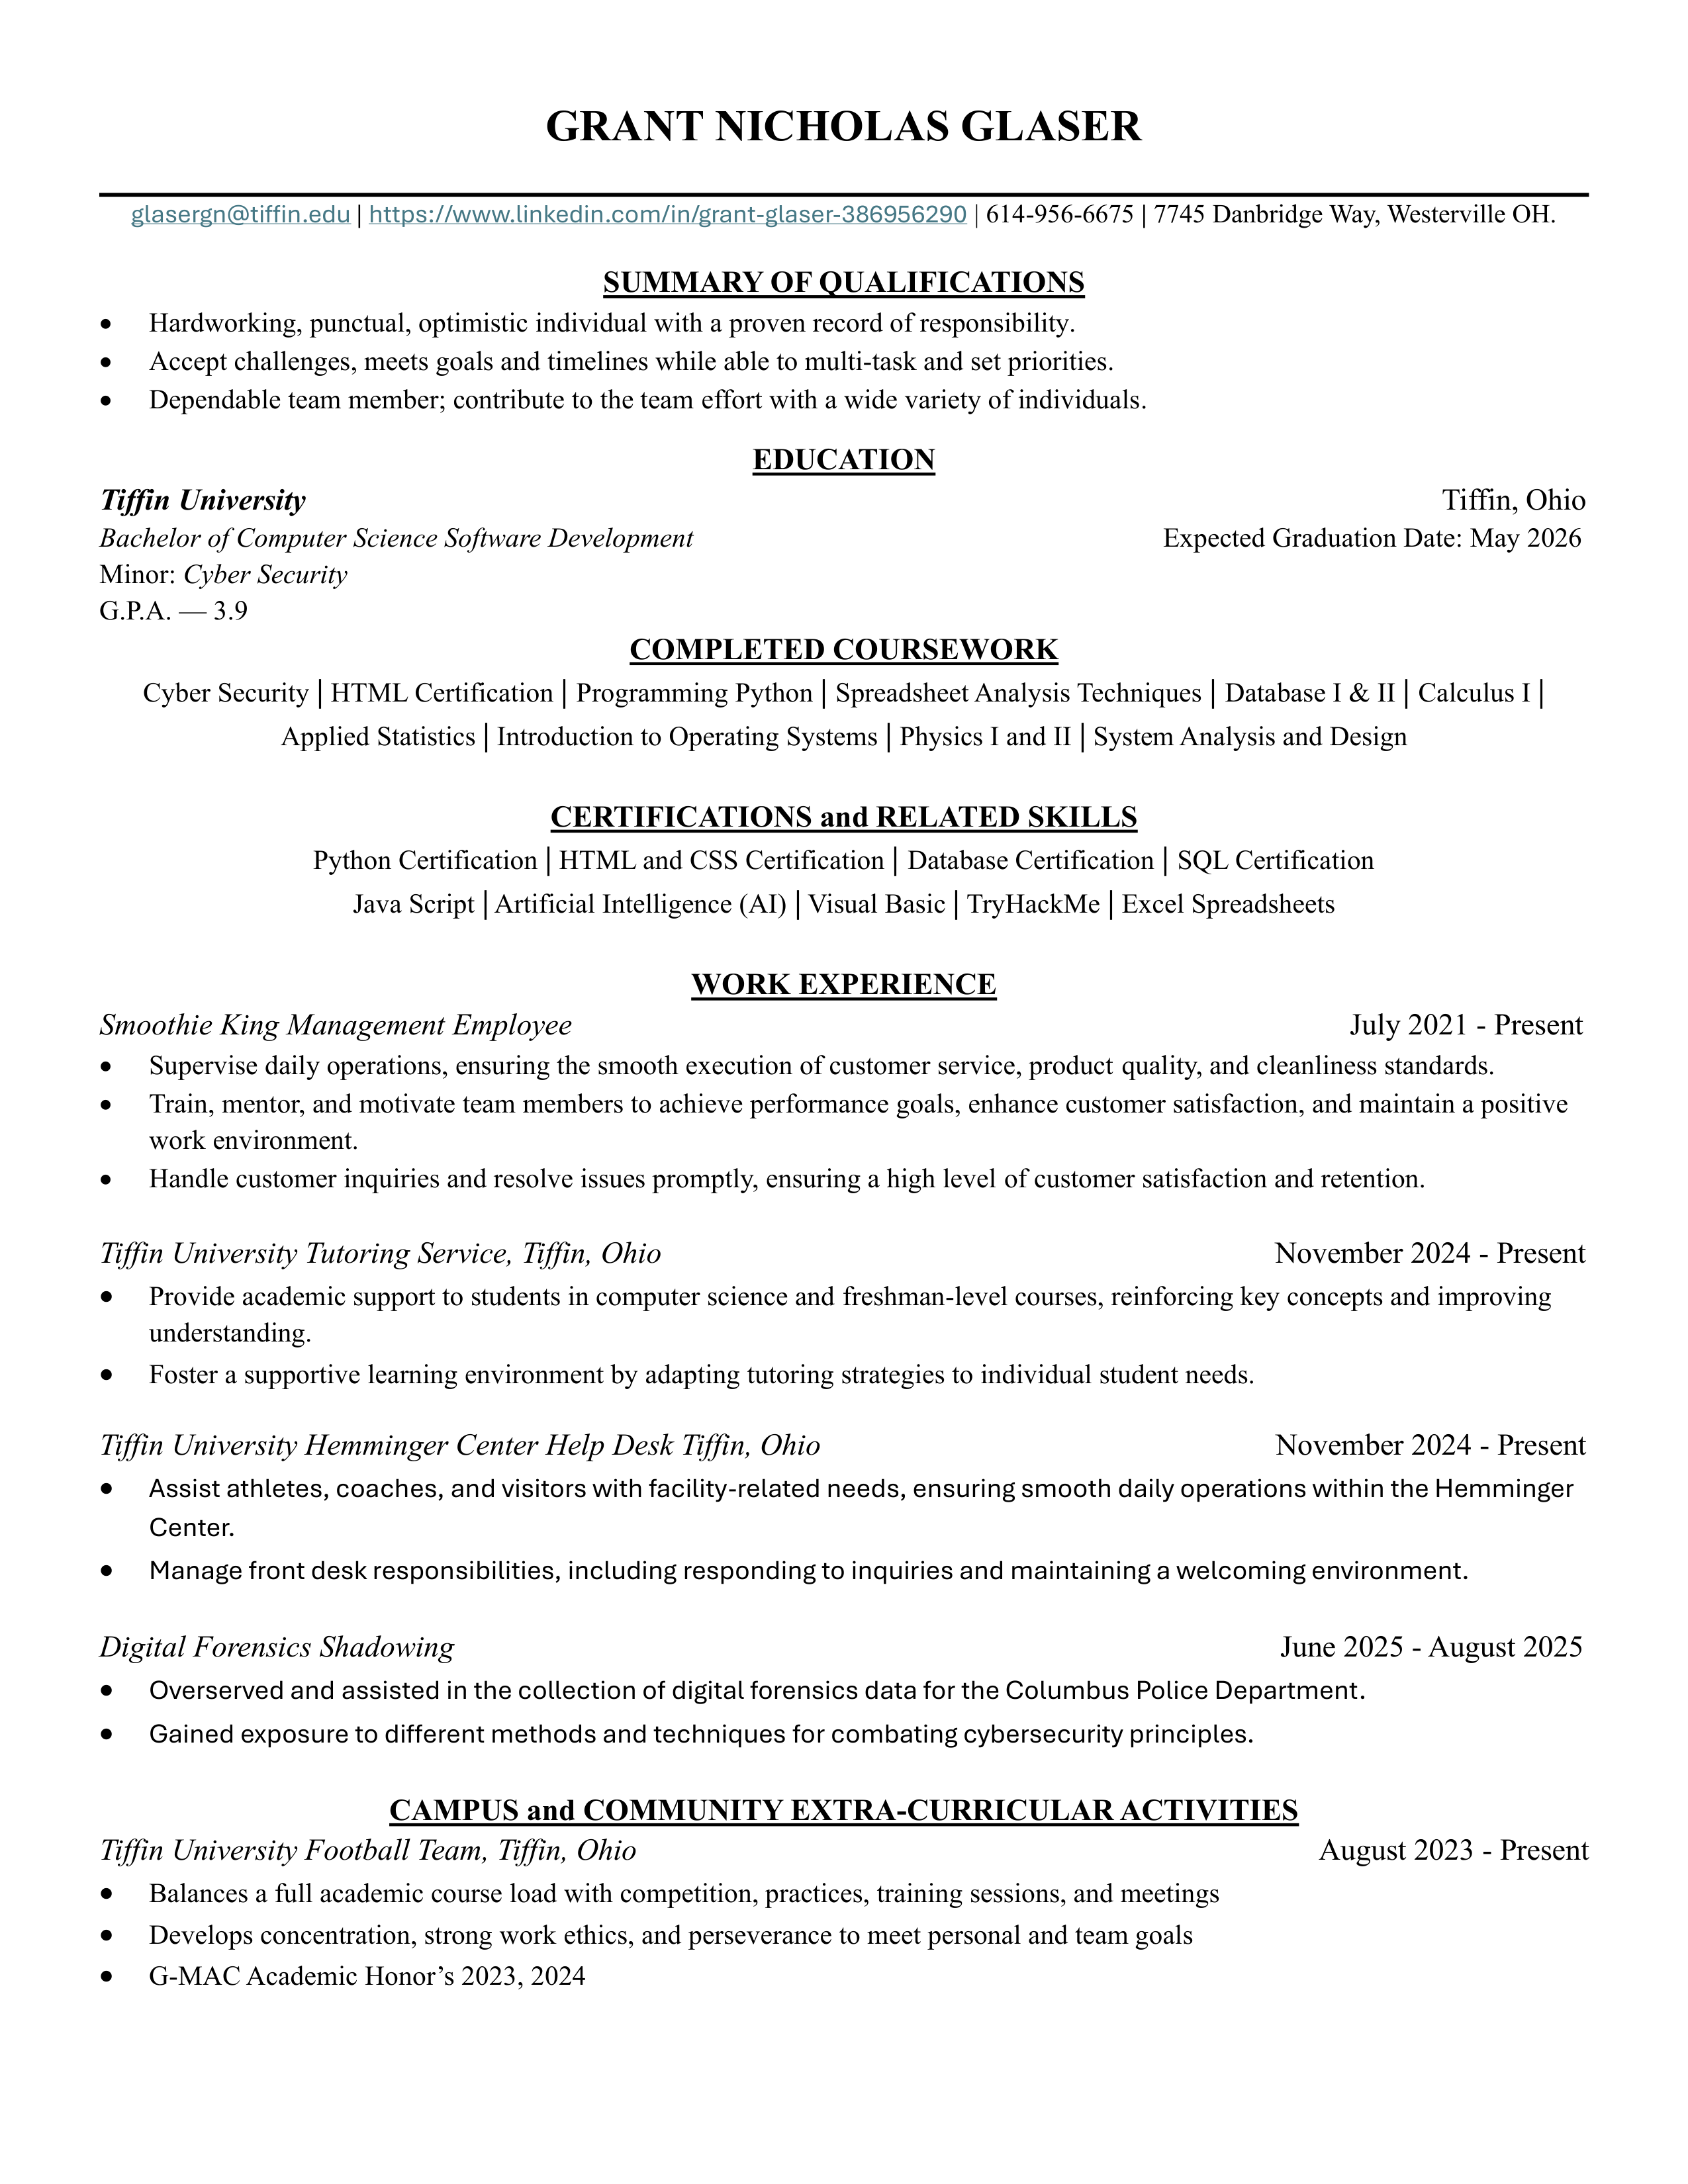 GRANT NICHOLAS GLASER
glasergn@tiffin.edu | https://www.linkedin.com/in/grant-glaser-386956290 | 614-956-6675 | 7745 Danbridge Way, Westerville OH.
SUMMARY OF QUALIFICATIONS
• Hardworking, punctual, optimistic individual with a proven record of responsibility.
• Accept challenges, meets goals and timelines while able to multi-task and set priorities.
• Dependable team member; contribute to the team effort with a wide variety of individuals.
EDUCATION
Tiffin University Tiffin, Ohio
Bachelor of Computer Science Software Development Expected Graduation Date: May 2026
Minor: Cyber Security
G.P.A. — 3.9
COMPLETED COURSEWORK
Cyber Security | HTML Certification | Programming Python | Spreadsheet Analysis Techniques | Database I & II | Calculus I |
Applied Statistics | Introduction to Operating Systems | Physics I and II | System Analysis and Design
CERTIFICATIONS and RELATED SKILLS
Python Certification | HTML and CSS Certification | Database Certification | SQL Certification
Java Script | Artificial Intelligence (AI) | Visual Basic | TryHackMe | Excel Spreadsheets
WORK EXPERIENCE
Smoothie King Management Employee July 2021 - Present
• Supervise daily operations, ensuring the smooth execution of customer service, product quality, and cleanliness standards.
• Train, mentor, and motivate team members to achieve performance goals, enhance customer satisfaction, and maintain a positive
work environment.
• Handle customer inquiries and resolve issues promptly, ensuring a high level of customer satisfaction and retention.
Tiffin University Tutoring Service, Tiffin, Ohio November 2024 - Present
• Provide academic support to students in computer science and freshman-level courses, reinforcing key concepts and improving
understanding.
• Foster a supportive learning environment by adapting tutoring strategies to individual student needs.
Tiffin University Hemminger Center Help Desk Tiffin, Ohio November 2024 - Present
• Assist athletes, coaches, and visitors with facility-related needs, ensuring smooth daily operations within the Hemminger
Center.
• Manage front desk responsibilities, including responding to inquiries and maintaining a welcoming environment.
Digital Forensics Shadowing June 2025 - August 2025
• Overserved and assisted in the collection of digital forensics data for the Columbus Police Department.
• Gained exposure to different methods and techniques for combating cybersecurity principles.
CAMPUS and COMMUNITY EXTRA-CURRICULAR ACTIVITIES
Tiffin University Football Team, Tiffin, Ohio August 2023 - Present
• Balances a full academic course load with competition, practices, training sessions, and meetings
• Develops concentration, strong work ethics, and perseverance to meet personal and team goals
• G-MAC Academic Honor’s 2023, 2024